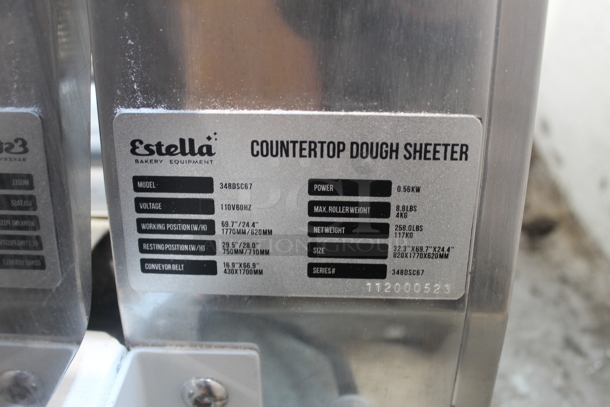 Estella
BAKERY EQUIPMENT
COUNTERTOP DOUGH SHEETER
MODEL 348DSC67
VOLTAGE 110V60HZ
WORKING POSITION (W/H) 69.7"/24.4"
1770MM/620MM
RESTING POSITION (W/H) 29.5"/28.0"
750MM/710MM
CONVEYOR BELT 16.9"X66.9"
430X1700MM
POWER 0.56KW
MAX. ROLLER WEIGHT 8.8LBS
4KG
NET WEIGHT 258.0LBS
117KG
SIZE 32.3"X69.7"X24.4"
820X1770X620MM
SERIES# 348DSC67
112000523